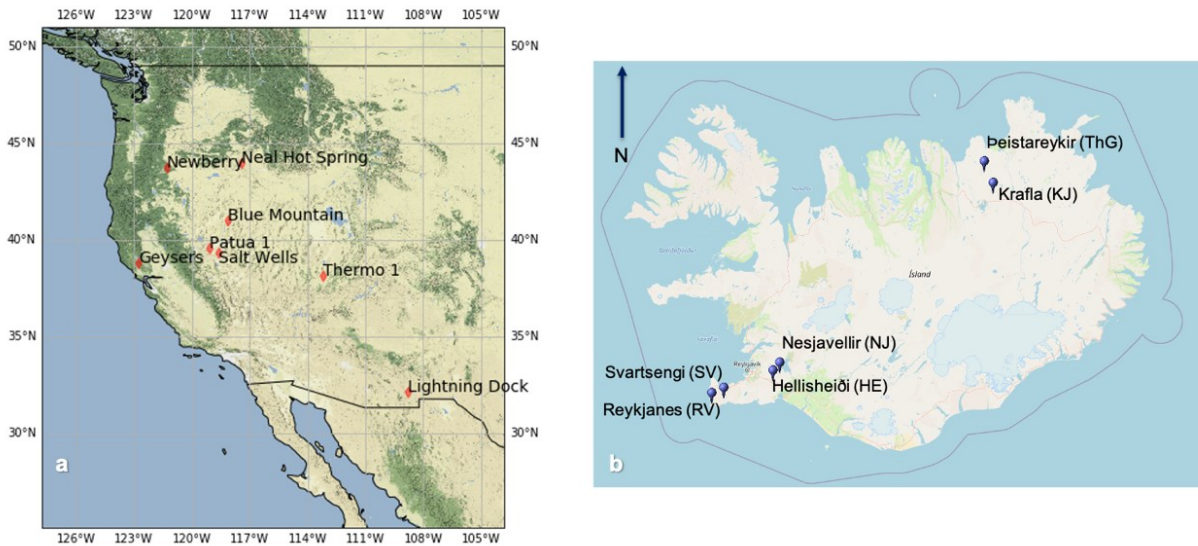 126°W 123°W 120°W 117°W 114°W 111°W 108°W 105°W
50°N 50°N
45°N 45°N
Newberry Neal Hot Spring
Blue Mountain
40°N 40°N
Patua 1
Geysers Salt Wells
Thermo 1
35°N 35°N
Lightning Dock
30°N 30°N
a
126°W 123°W 120°W 117°W 114°W 111°W 108°W 105°W
N
Þeistareykir (ThG)
Krafla (KJ)
Ísland
Nesjavellir (NJ)
Reykjavík
Svartsengi (SV)
Hellisheiði (HE)
Reykjanes (RV)
b